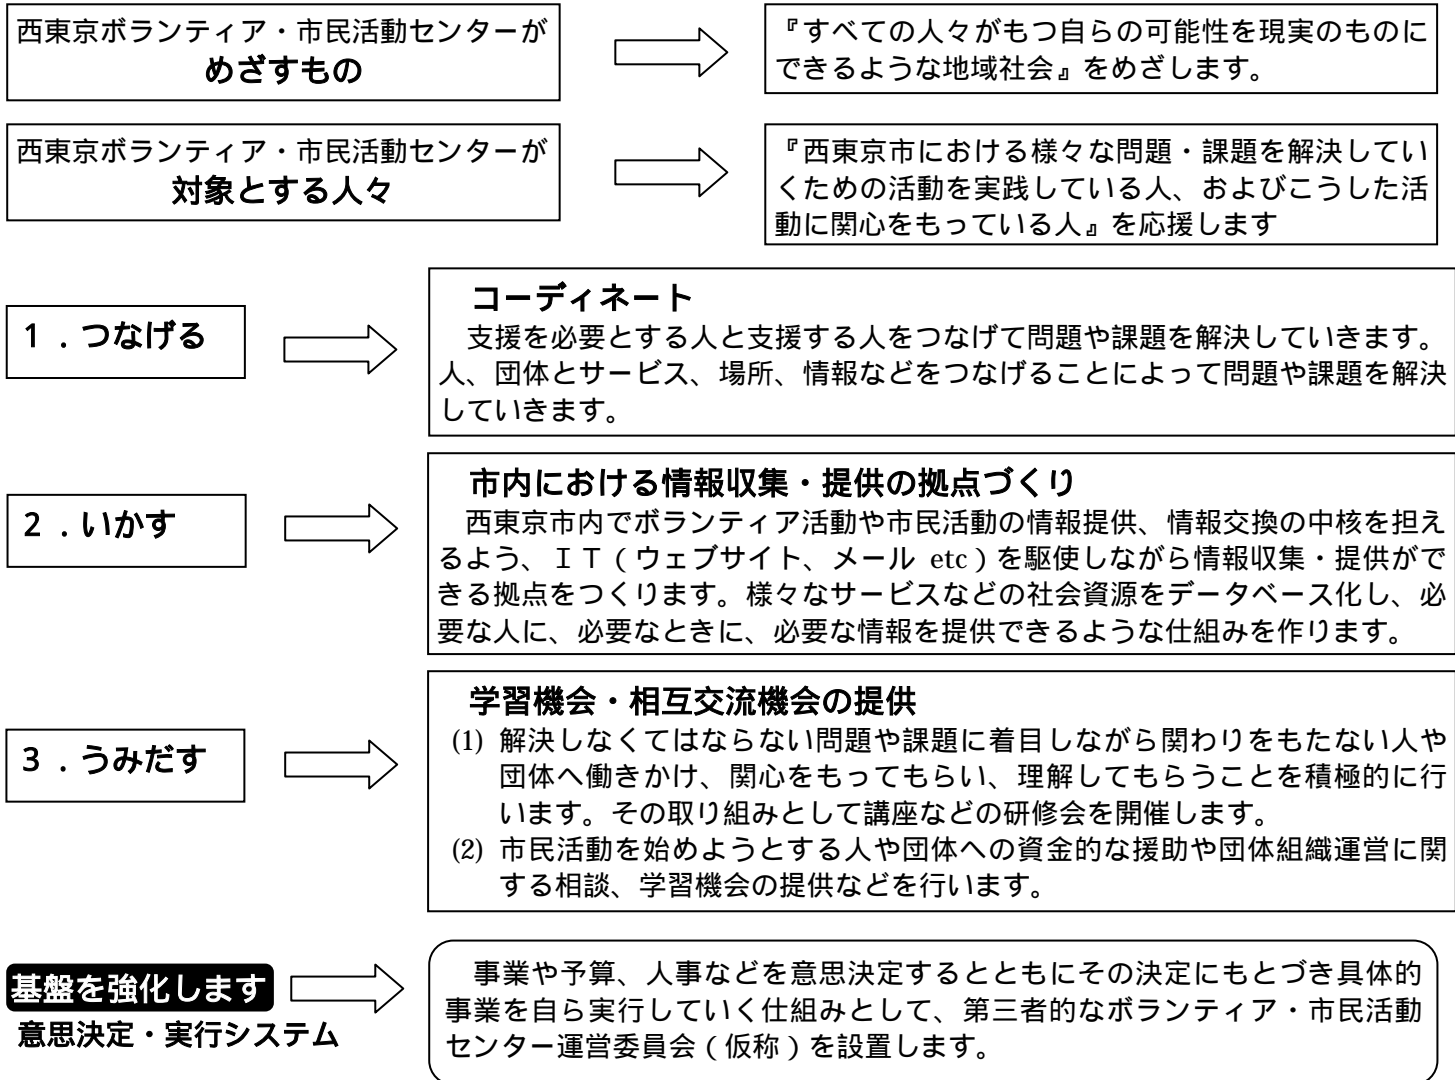 西東京ボランティア・市民活動センターが
めざすもの
『すべての人々がもつ自らの可能性を現実のものに
できるような地域社会』をめざします。
西東京ボランティア・市民活動センターが
対象とする人々
『西東京市における様々な問題・課題を解決してい
くための活動を実践している人、およびこうした活
動に関心をもっている人』を応援します
１．つなげる
コーディネート
支援を必要とする人と支援する人をつなげて問題や課題を解決していきます。
人、団体とサービス、場所、情報などをつなげることによって問題や課題を解決
していきます。
２．いかす
市内における情報収集・提供の拠点づくり
西東京市内でボランティア活動や市民活動の情報提供、情報交換の中核を担え
るよう、ＩＴ（ウェブサイト、メール etc）を駆使しながら情報収集・提供がで
きる拠点をつくります。様々なサービスなどの社会資源をデータベース化し、必
要な人に、必要なときに、必要な情報を提供できるような仕組みを作ります。
３．うみだす
学習機会・相互交流機会の提供
(1) 解決しなくてはならない問題や課題に着目しながら関わりをもたない人や
団体へ働きかけ、関心をもってもらい、理解してもらうことを積極的に行
います。その取り組みとして講座などの研修会を開催します。
(2) 市民活動を始めようとする人や団体への資金的な援助や団体組織運営に関
する相談、学習機会の提供などを行います。
基盤を強化します
意思決定・実行システム
事業や予算、人事などを意思決定するとともにその決定にもとづき具体的
事業を自ら実行していく仕組みとして、第三者的なボランティア・市民活動
センター運営委員会（仮称）を設置します。